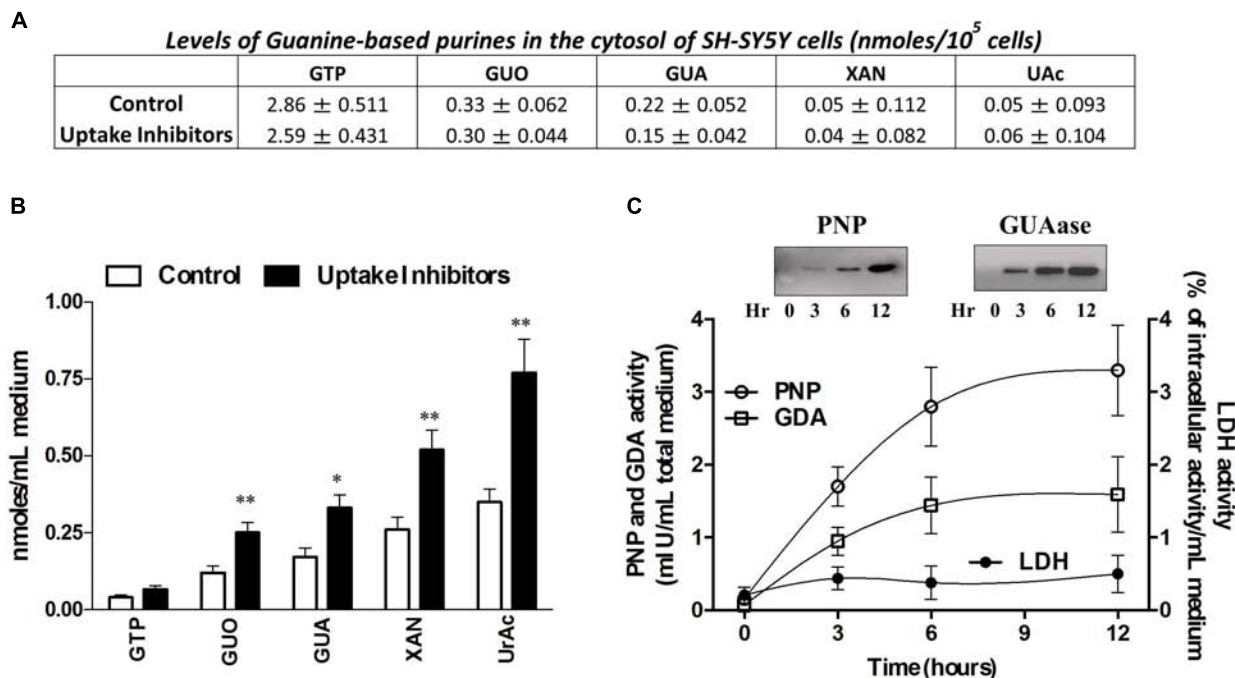 A
Levels of Guanine-based purines in the cytosol of SH-SY5Y cells (nmoles/10⁵ cells)
GTP GUO GUA XAN UAc
Control 2.86 ± 0.511 0.33 ± 0.062 0.22 ± 0.052 0.05 ± 0.112 0.05 ± 0.093
Uptake Inhibitors 2.59 ± 0.431 0.30 ± 0.044 0.15 ± 0.042 0.04 ± 0.082 0.06 ± 0.104
B
Control Uptake Inhibitors
nmoles/mL medium
1.00
0.75
0.50
0.25
0.00
**
*
**
**
GTP
GUO
GUA
XAN
UrAc
C
PNP
Hr 0 3 6 12
GUAase
Hr 0 3 6 12
PNP and GDA activity
(mI U/mL total medium)
4
3
2
1
0
PNP
GDA
LDH
4
3
2
1
0
LDH activity
(% of intracellular activity/mL medium
0 3 6 9 12
Time (hours)